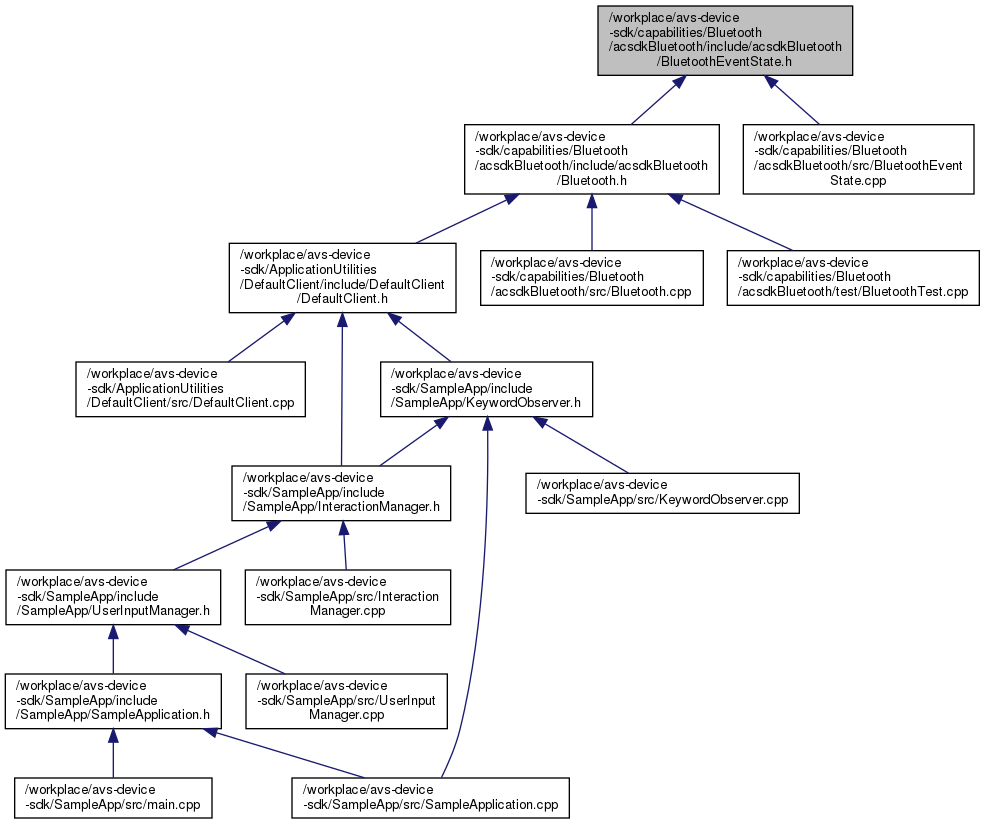 /workplace/avs-device
-sdk/capabilities/Bluetooth
/acsdkBluetooth/include/acsdkBluetooth
/BluetoothEventState.h
/workplace/avs-device
-sdk/capabilities/Bluetooth
/acsdkBluetooth/include/acsdkBluetooth
/Bluetooth.h
/workplace/avs-device
-sdk/capabilities/Bluetooth
/acsdkBluetooth/src/BluetoothEvent
State.cpp
/workplace/avs-device
-sdk/ApplicationUtilities
/DefaultClient/include/DefaultClient
/DefaultClient.h
/workplace/avs-device
-sdk/capabilities/Bluetooth
/acsdkBluetooth/src/Bluetooth.cpp
/workplace/avs-device
-sdk/capabilities/Bluetooth
/acsdkBluetooth/test/BluetoothTest.cpp
/workplace/avs-device
-sdk/ApplicationUtilities
/DefaultClient/src/DefaultClient.cpp
/workplace/avs-device
-sdk/SampleApp/include
/SampleApp/KeywordObserver.h
/workplace/avs-device
-sdk/SampleApp/include
/SampleApp/InteractionManager.h
/workplace/avs-device
-sdk/SampleApp/src/KeywordObserver.cpp
/workplace/avs-device
-sdk/SampleApp/include
/SampleApp/UserInputManager.h
/workplace/avs-device
-sdk/SampleApp/src/Interaction
Manager.cpp
/workplace/avs-device
-sdk/SampleApp/include
/SampleApp/SampleApplication.h
/workplace/avs-device
-sdk/SampleApp/src/UserInput
Manager.cpp
/workplace/avs-device
-sdk/SampleApp/src/main.cpp
/workplace/avs-device
-sdk/SampleApp/src/SampleApplication.cpp